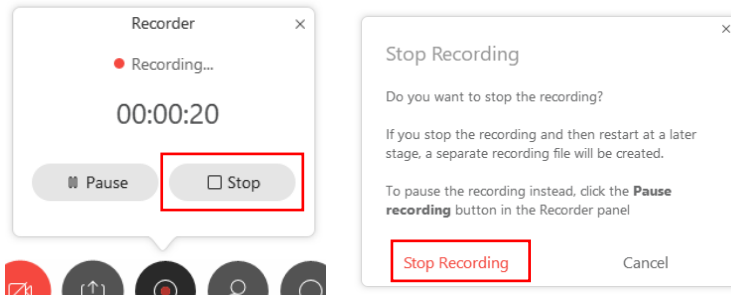 Recorder
Recording...
00:00:20
Pause
Stop
Stop Recording
Do you want to stop the recording?
If you stop the recording and then restart at a later
stage, a separate recording file will be created.
To pause the recording instead, click the Pause
recording button in the Recorder panel
Stop Recording
Cancel